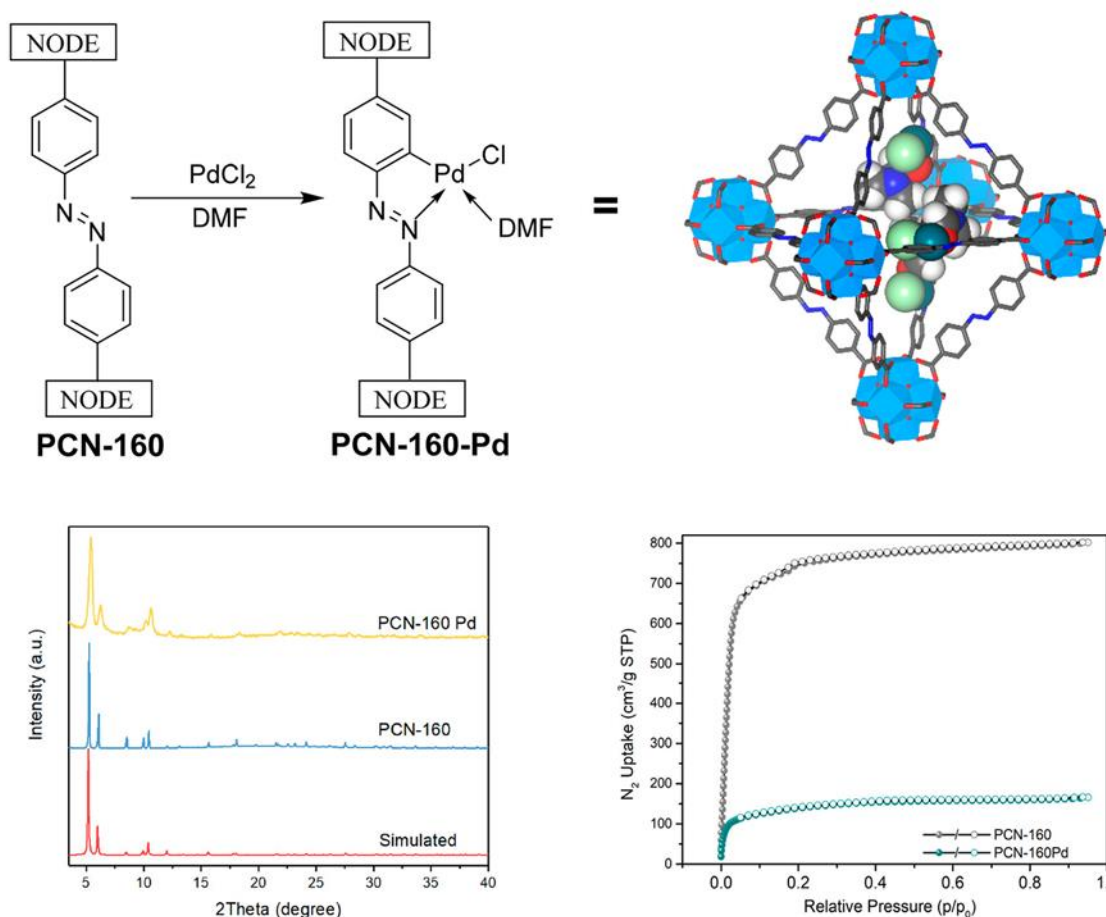 NODE
N
N
NODE
PCN-160
PdCl₂
DMF
NODE
Pd
Cl
N
N
DMF
NODE
PCN-160-Pd
=
Intensity (a.u.)
PCN-160 Pd
PCN-160
Simulated
5 10 15 20 25 30 35 40
2Theta (degree)
N₂ Uptake (cm³/g STP)
800
700
600
500
400
300
200
100
0
PCN-160
PCN-160Pd
0.0 0.2 0.4 0.6 0.8 1.
Relative Pressure (p/p₀)